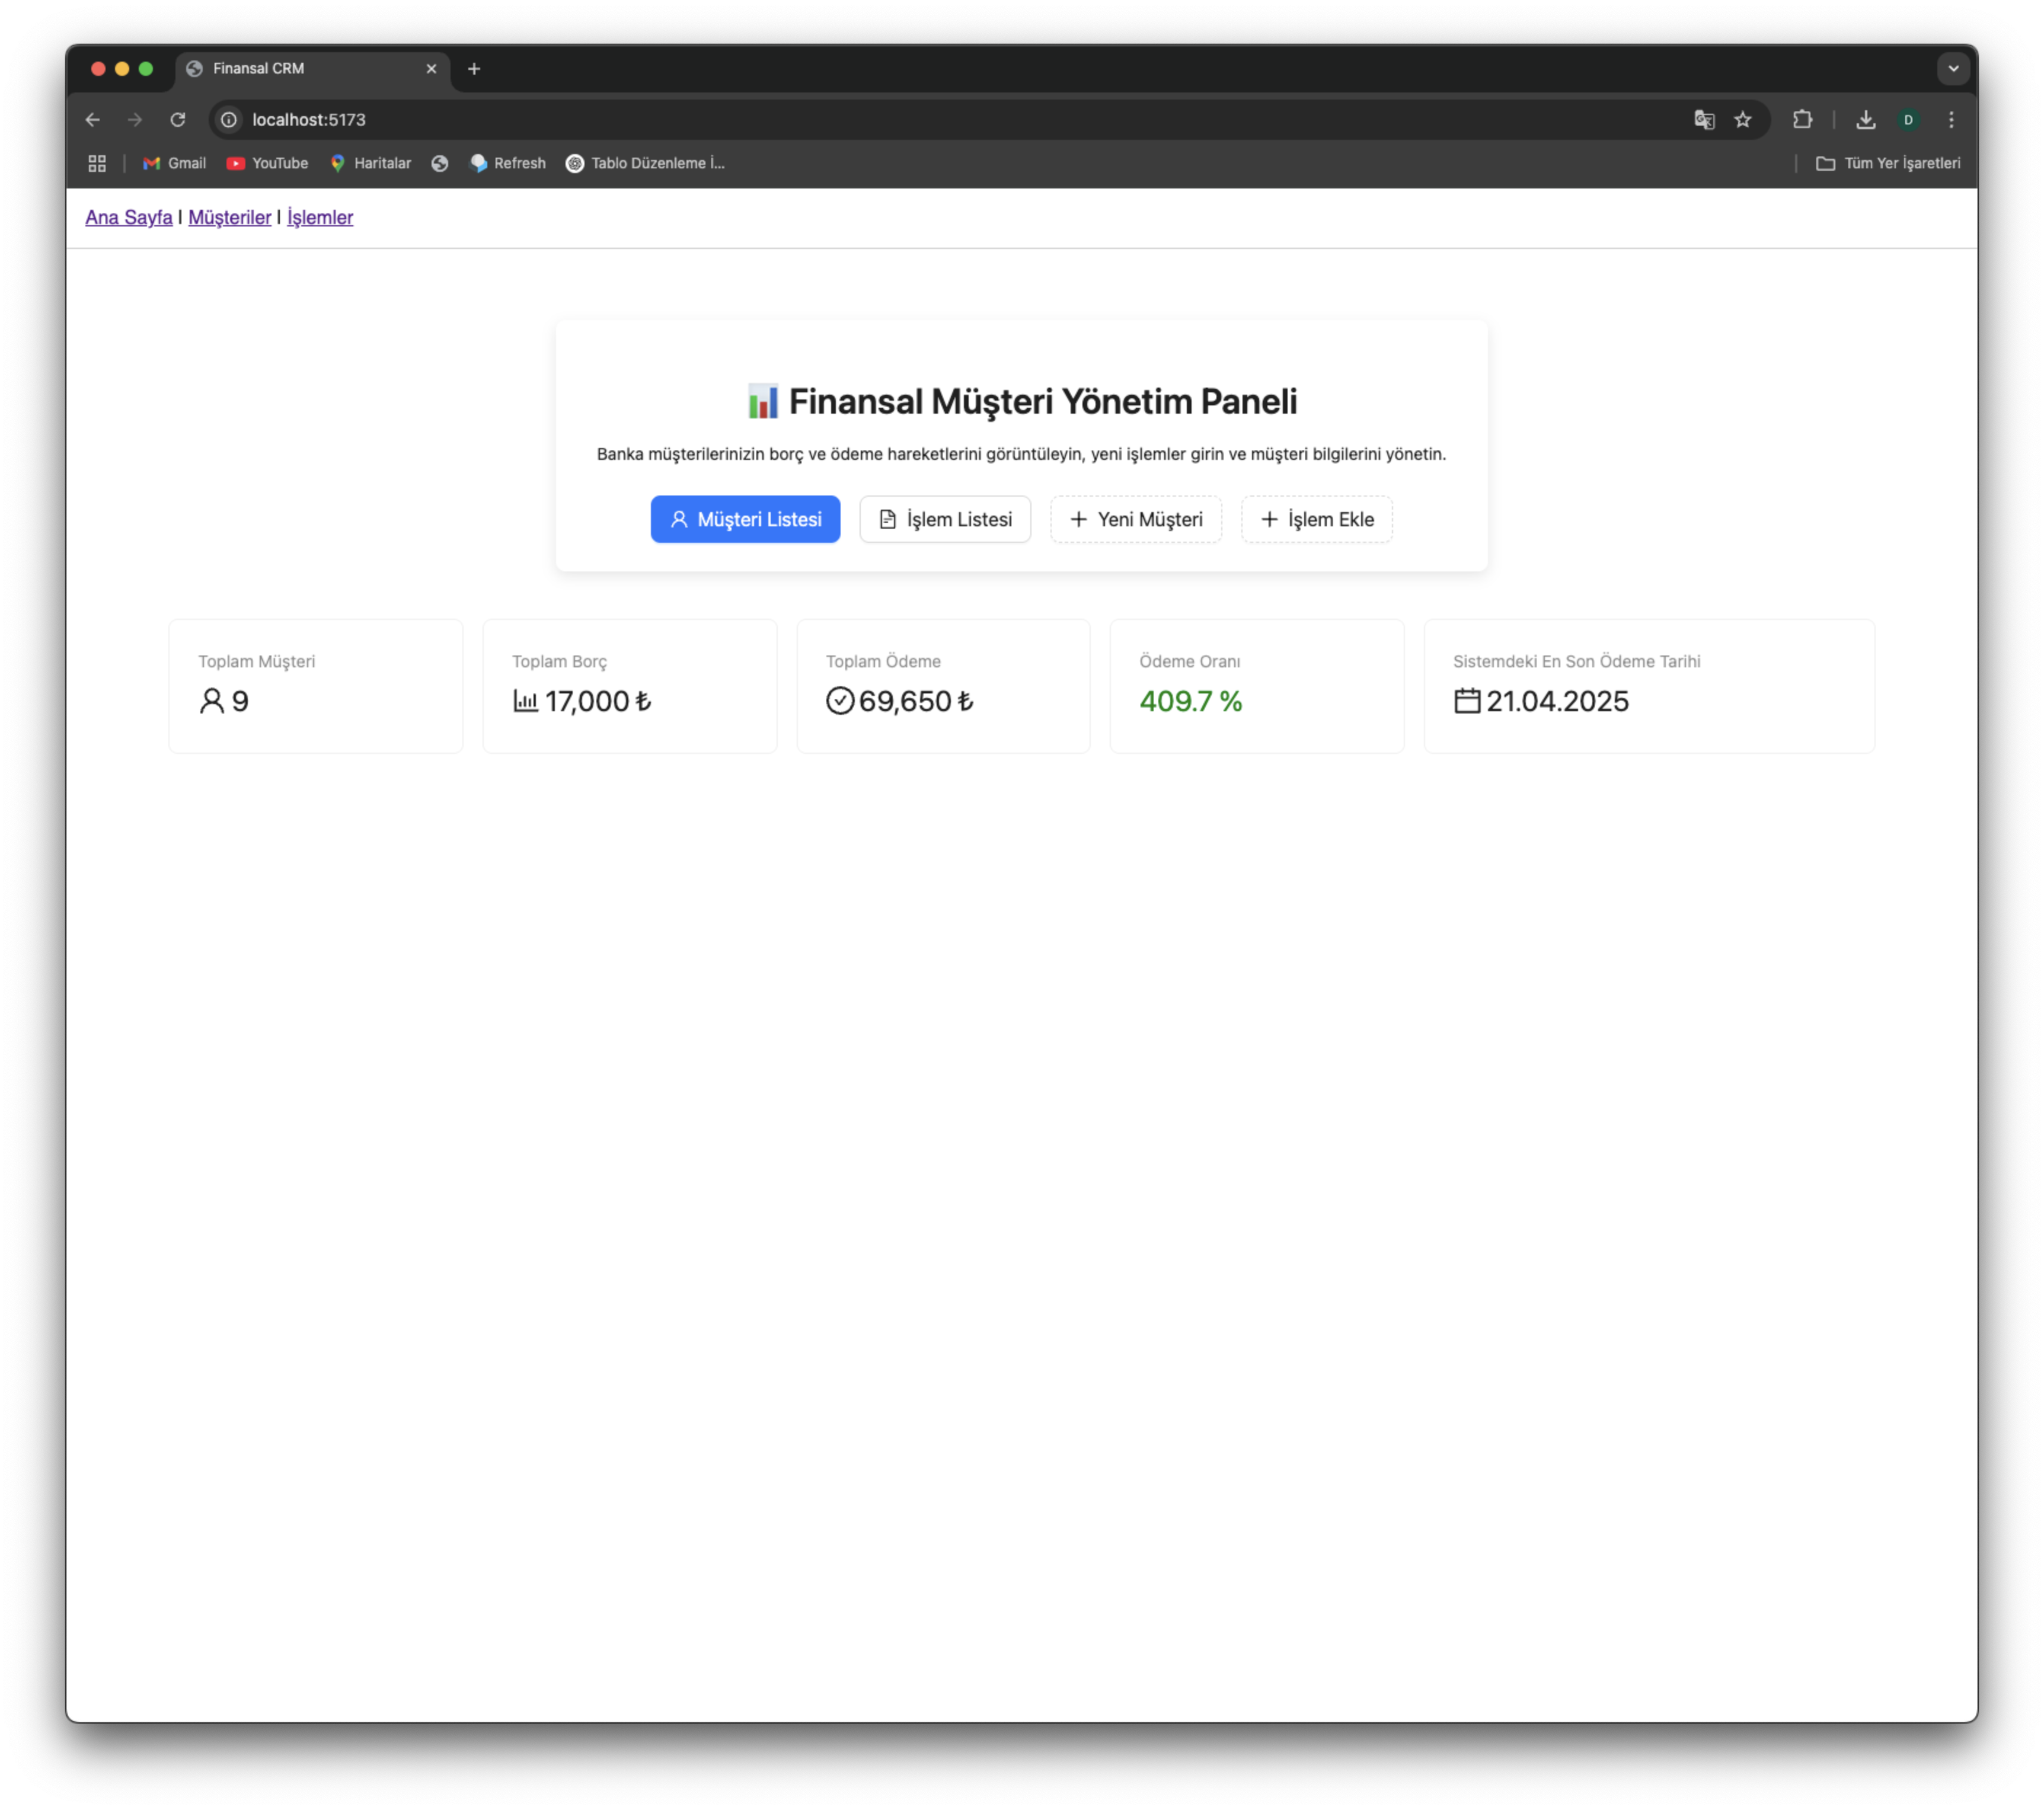 Finansal CRM
localhost:5173
Gmail YouTube Haritalar Refresh Tablo Düzenleme İ... Tüm Yer İşaretleri
D
Ana Sayfa | Müşteriler | İşlemler
Finansal Müşteri Yönetim Paneli
Banka müşterilerinizin borç ve ödeme hareketlerini görüntüleyin, yeni işlemler girin ve müşteri bilgilerini yönetin.
Müşteri Listesi İşlem Listesi + Yeni Müşteri + İşlem Ekle
Toplam Müşteri
9
Toplam Borç
17,000 ₺
Toplam Ödeme
69,650 ₺
Ödeme Oranı
409.7 %
Sistemdeki En Son Ödeme Tarihi
21.04.2025